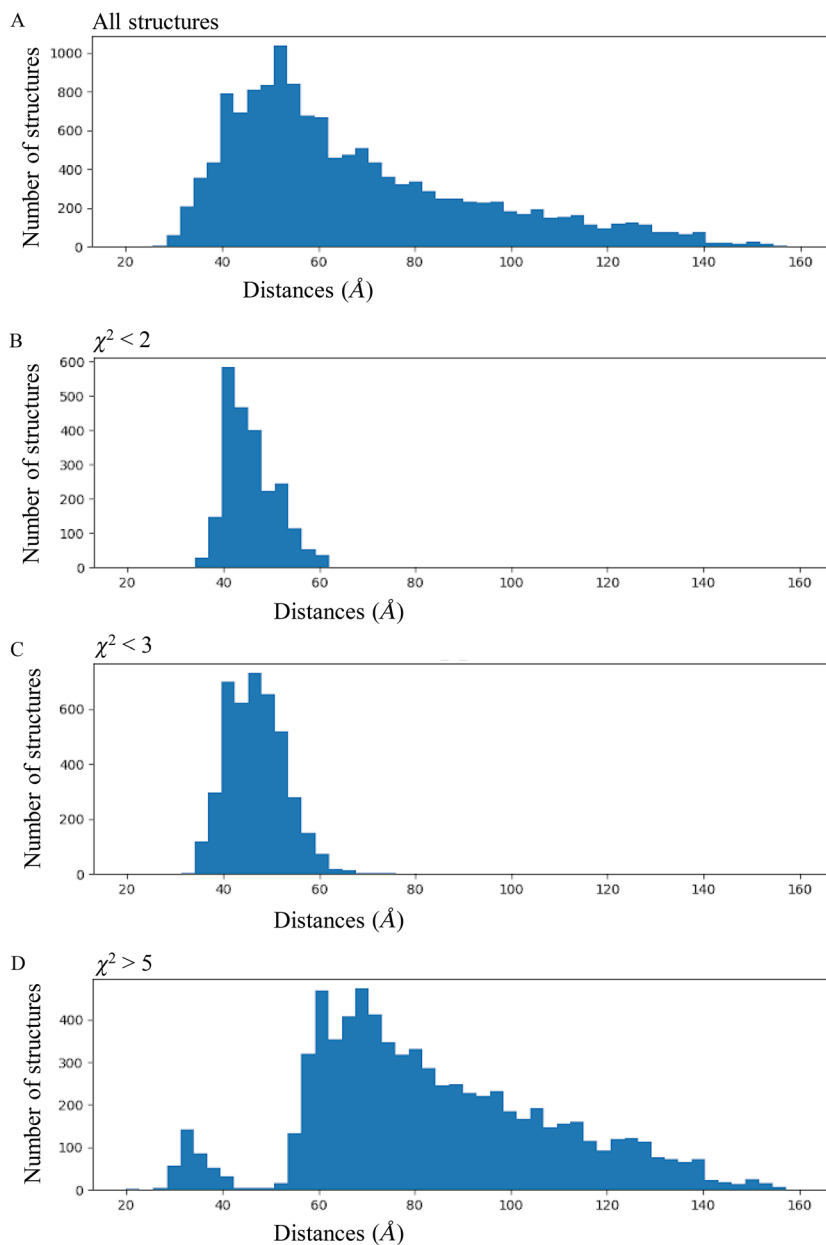 A
All structures
Number of structures
1000
800
600
400
200
0
20 40 60 80 100 120 140 160
Distances (Å)
B
χ² < 2
Number of structures
600
500
400
300
200
100
0
20 40 60 80 100 120 140 160
Distances (Å)
C
χ² < 3
Number of structures
600
400
200
0
20 40 60 80 100 120 140 160
Distances (Å)
D
χ² > 5
Number of structures
400
300
200
100
0
20 40 60 80 100 120 140 160
Distances (Å)